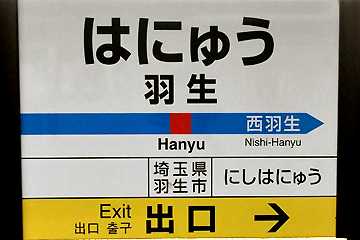 はにゅう
羽生
西羽生
Hanyu
Nishi-Hanyu
埼玉県
羽生市
にしはにゅう
Exit
出口 출구
出口 →